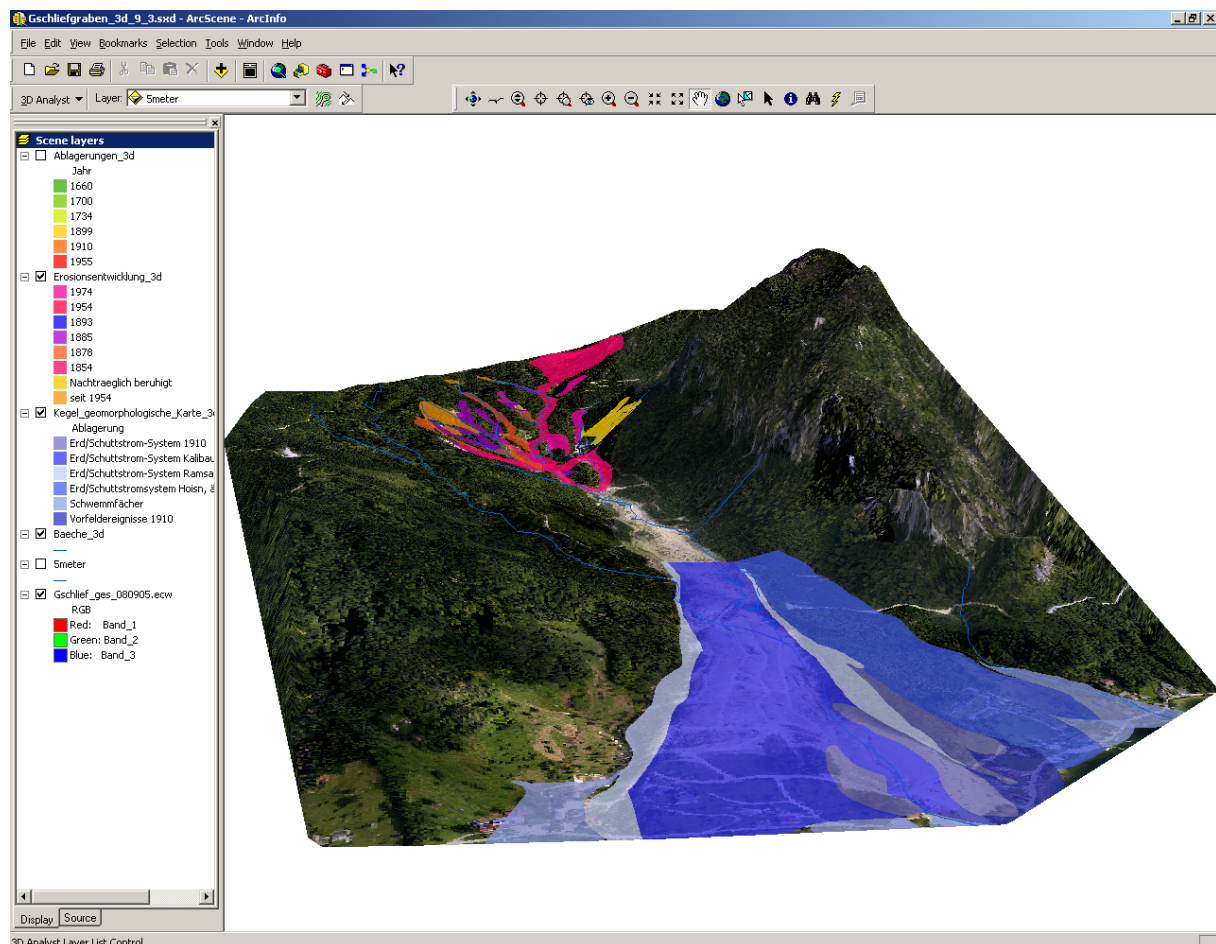 Gschliefgraben_3d_9_3.sxd - ArcScene - ArcInfo
File Edit View Bookmarks Selection Tools Window Help
3D Analyst Layer: 5meter
Scene layers
Ablagerungen_3d
Jahr
1660
1700
1734
1899
1910
1955
Erosionsentwicklung_3d
1974
1954
1893
1885
1878
1854
Nachtraeglich beruhigt
seit 1954
Kegel_geomorphologische_Karte_3d
Ablagerung
Erd/Schuttstrom-System 1910
Erd/Schuttstrom-System Kalibau
Erd/Schuttstrom-System Ramsa
Erd/Schuttstromsystem Hoisn, ä
Schwemmfächer
Vorfeldereignisse 1910
Baeche_3d
5meter
Gschlief_ges_080905.ecw
RGB
Red: Band_1
Green: Band_2
Blue: Band_3
Display Source
3D Analyst Layer List Control